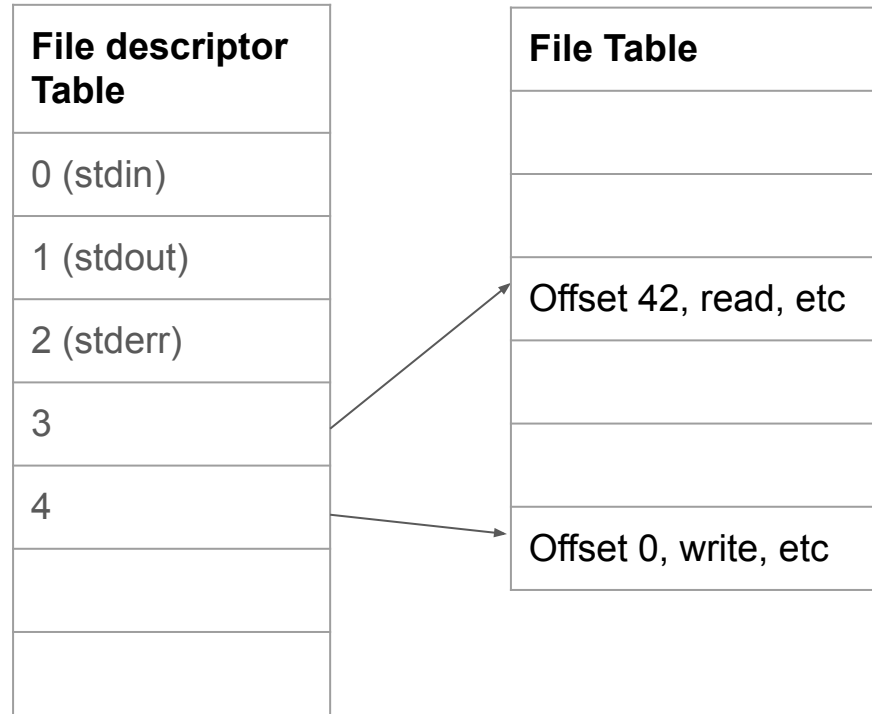 File descriptor
Table
0 (stdin)
1 (stdout)
2 (stderr)
3
4
File Table
Offset 42, read, etc
Offset 0, write, etc